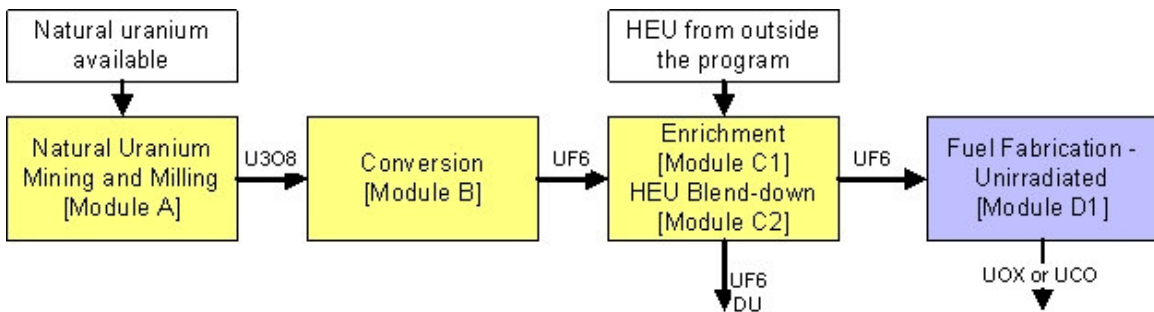 Natural uranium
available
HEU from outside
the program
Natural Uranium
Mining and Milling
[Module A]
U3O8
Conversion
[Module B]
UF6
Enrichment
[Module C1]
HEU Blend-down
[Module C2]
UF6
Fuel Fabrication -
Unirradiated
[Module D1]
UF6
DU
UOX or UCO